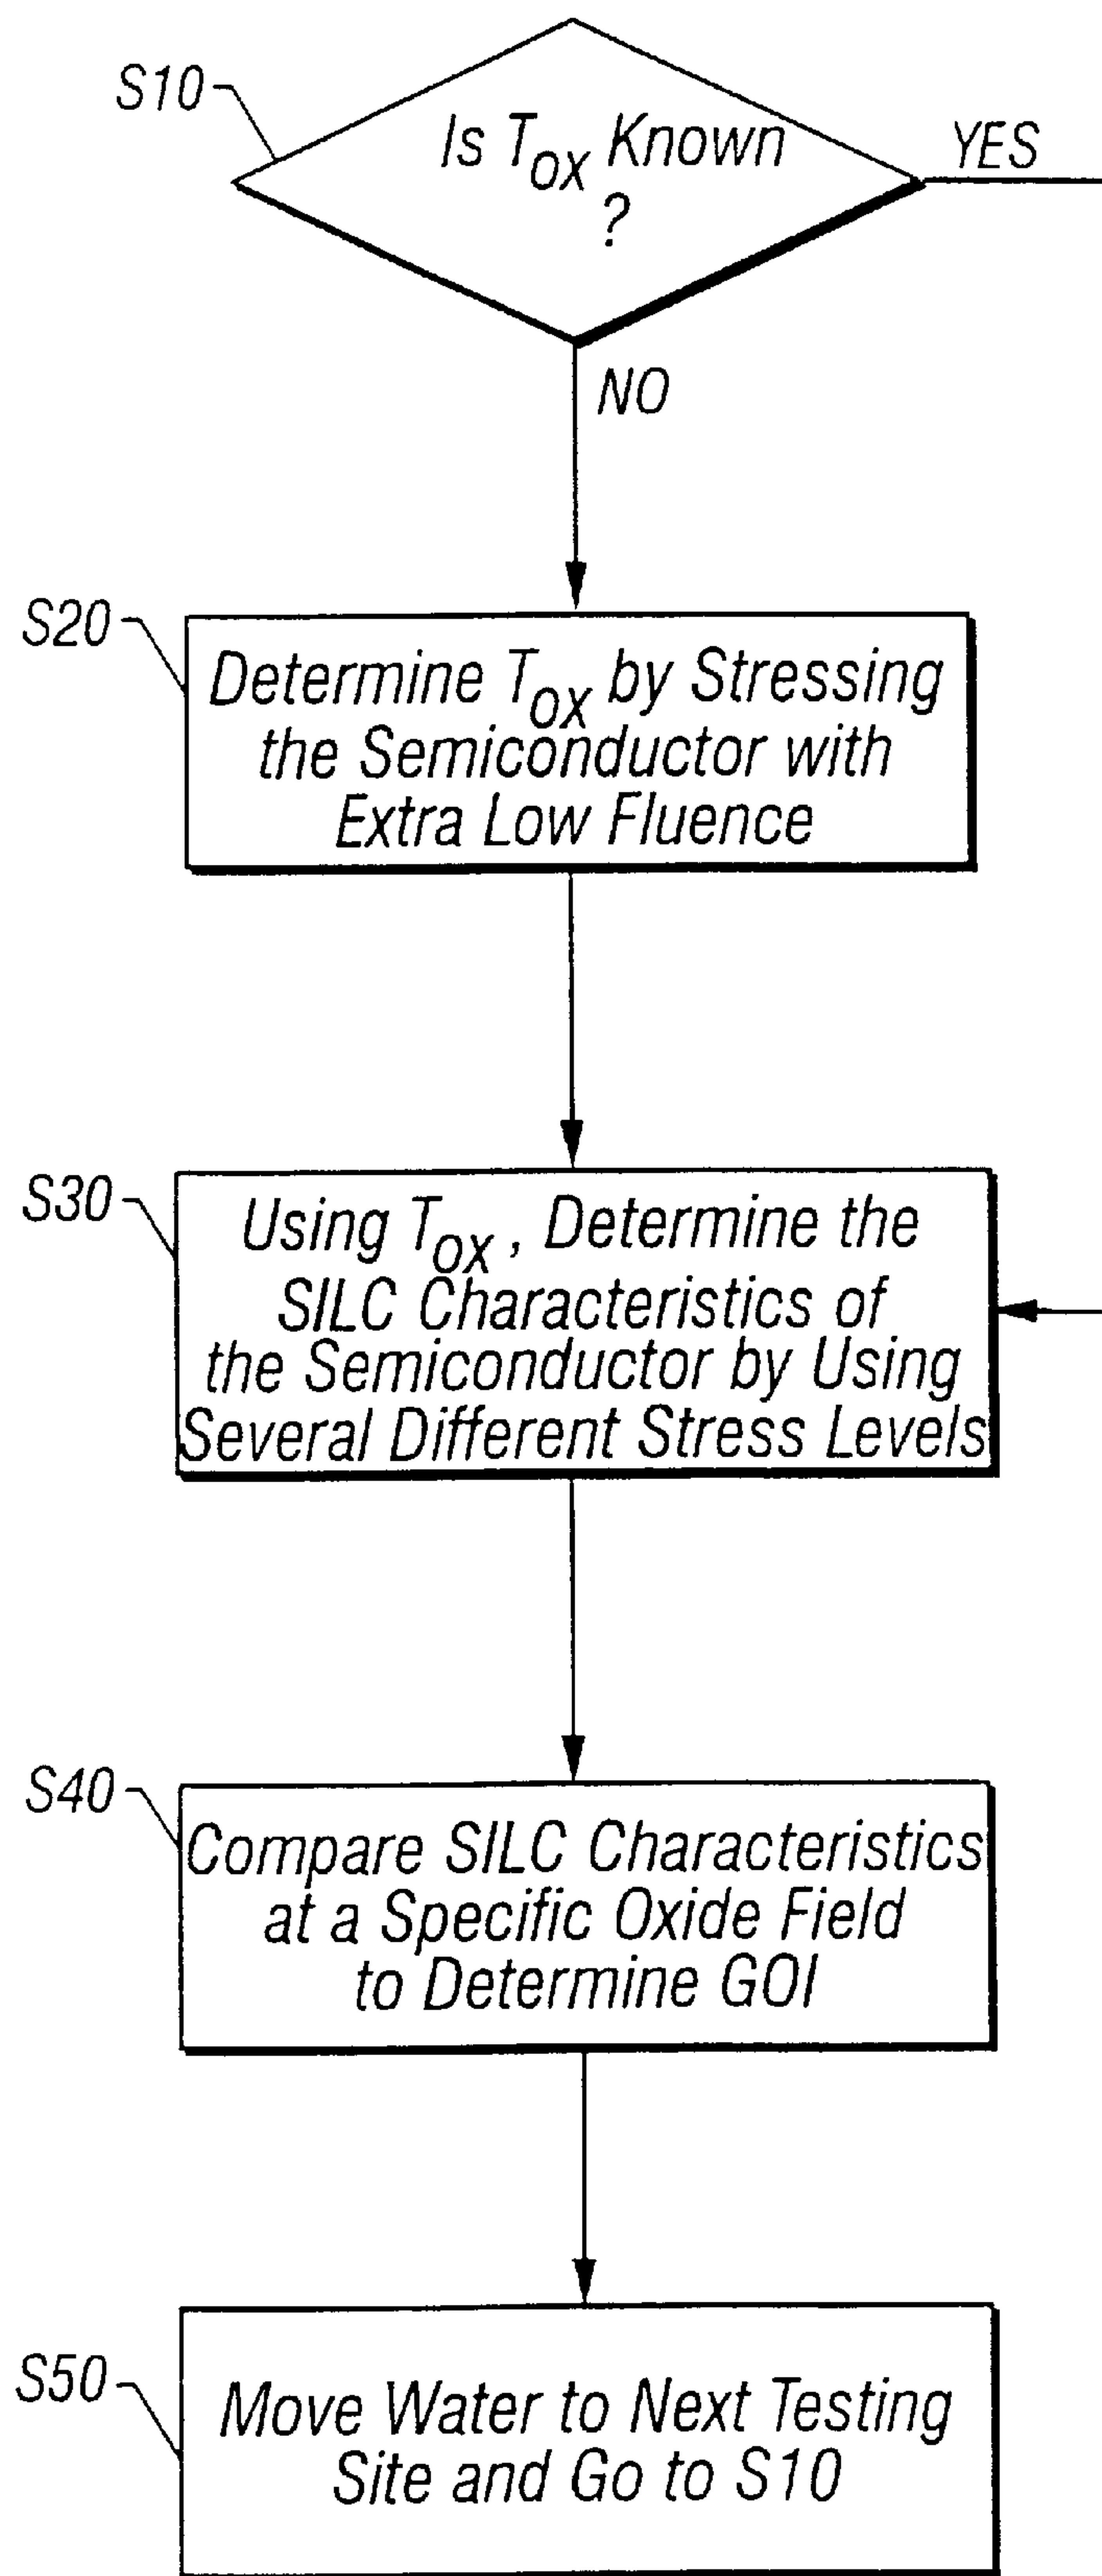 S10
Is T_OX Known
?
YES
NO
S20
Determine T_OX by Stressing
the Semiconductor with
Extra Low Fluence
S30
Using T_OX, Determine the
SILC Characteristics of
the Semiconductor by Using
Several Different Stress Levels
S40
Compare SILC Characteristics
at a Specific Oxide Field
to Determine GOI
S50
Move Water to Next Testing
Site and Go to S10